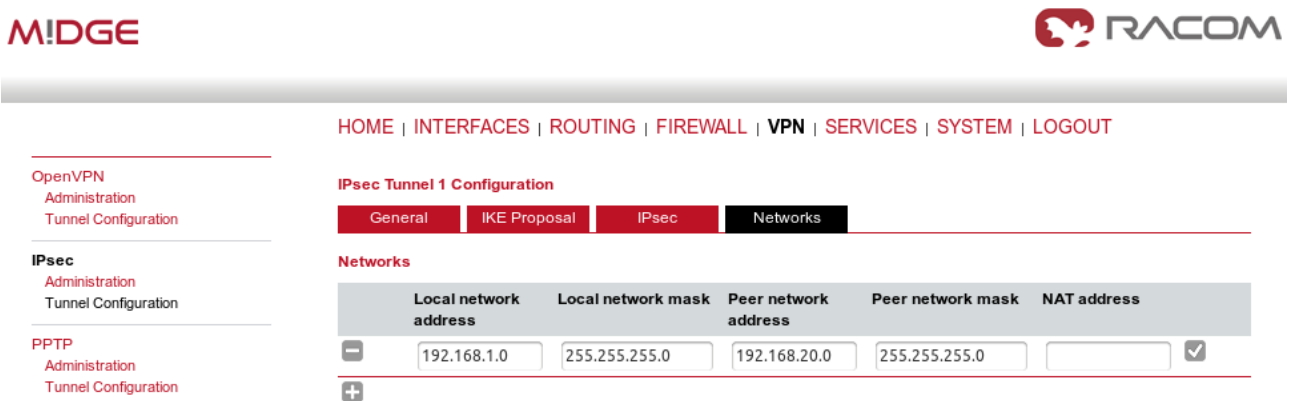 M!DGE
RACOM
HOME | INTERFACES | ROUTING | FIREWALL | VPN | SERVICES | SYSTEM | LOGOUT
OpenVPN
Administration
Tunnel Configuration
IPsec
Administration
Tunnel Configuration
PPTP
Administration
Tunnel Configuration
IPsec Tunnel 1 Configuration
General IKE Proposal IPsec Networks
Networks
Local network address Local network mask Peer network address Peer network mask NAT address
192.168.1.0 255.255.255.0 192.168.20.0 255.255.255.0